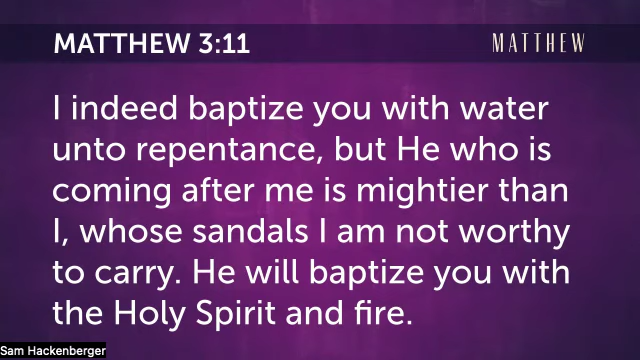 MATTHEW 3:11
MATTHEW
I indeed baptize you with water
unto repentance, but He who is
coming after me is mightier than
I, whose sandals I am not worthy
to carry. He will baptize you with
the Holy Spirit and fire.
Sam Hackenberger